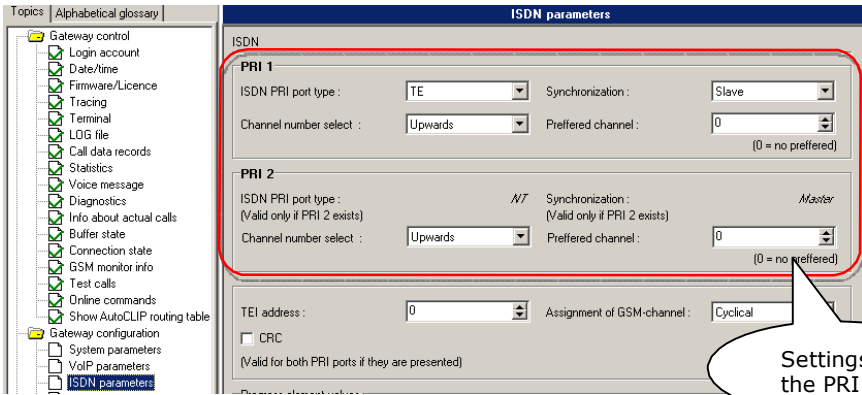 Topics Alphabetical glossary
ISDN parameters
Gateway control
Login account
Date/time
Firmware/Licence
Tracing
Terminal
LOG file
Call data records
Statistics
Voice message
Diagnostics
Info about actual calls
Buffer state
Connection state
GSM monitor info
Test calls
Online commands
Show AutoCLIP routing table
Gateway configuration
System parameters
VoIP parameters
ISDN parameters
ISDN
PRI 1
ISDN PRI port type : TE Synchronization : Slave
Channel number select : Upwards Preffered channel : 0
(0 = no preffered)
PRI 2
ISDN PRI port type : NT Synchronization : Master
(Valid only if PRI 2 exists) (Valid only if PRI 2 exists)
Channel number select : Upwards Preffered channel : 0
(0 = no preffered)
TEI address : 0 Assignment of GSM-channel : Cyclical
CRC
(Valid for both PRI ports if they are presented)
Settings
the PRI